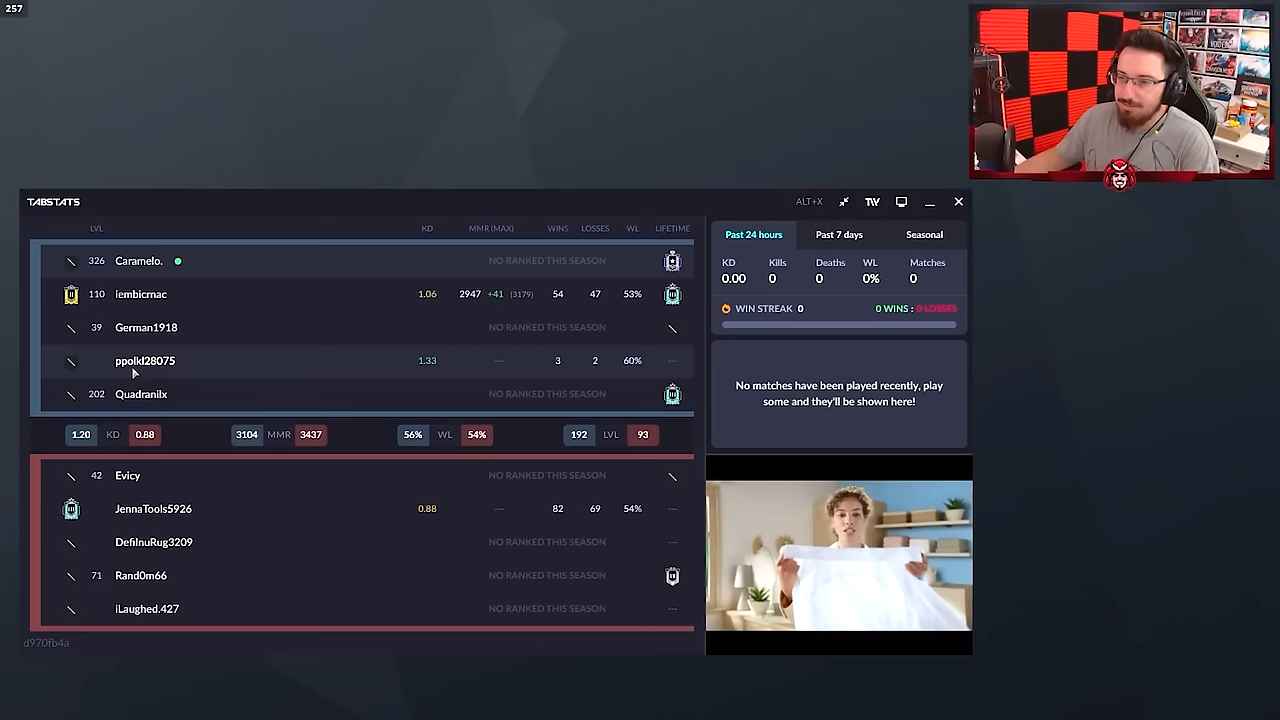 257
TABSTATS
ALT+X
LVL KD MMR (MAX) WINS LOSSES WL LIFETIME
326 Caramelo. NO RANKED THIS SEASON
110 iembicrnac 1.06 2947 +41 (3179) 54 47 53%
39 German1918 NO RANKED THIS SEASON
ppolkl28075 1.33 --- 3 2 60% ---
202 Quadranilx NO RANKED THIS SEASON
1.20 KD 0.88 3104 MMR 3437 56% WL 54% 192 LVL 93
42 Evicy NO RANKED THIS SEASON
Jennarools5926 0.88 --- 82 69 54% ---
DefilnuRug3209 NO RANKED THIS SEASON ---
71 Rand0m66 NO RANKED THIS SEASON
iLaughed.427 NO RANKED THIS SEASON ---
d970fb4a
Past 24 hours Past 7 days Seasonal
KD Kills Deaths WL Matches
0.00 0 0 0% 0
WIN STREAK 0 0 WINS : 0 LOSSES
No matches have been played recently, play
some and they'll be shown here!